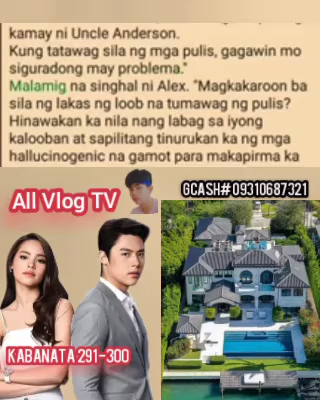 kamay ni Uncle Anderson.
Kung tatawag sila ng mga pulis, gagawin mo
siguradong may problema."
Malamig na singhal ni Alex. "Magkakaroon ba
sila ng lakas ng loob na tumawag ng pulis?
Hinawakan ka nila nang labag sa iyong
kalooban at sapilitang tinurukan ka ng mga
hallucinogenic na gamot para makapirma ka
All Vlog TV
GCASH# 09310687321
KABANATA 291-300